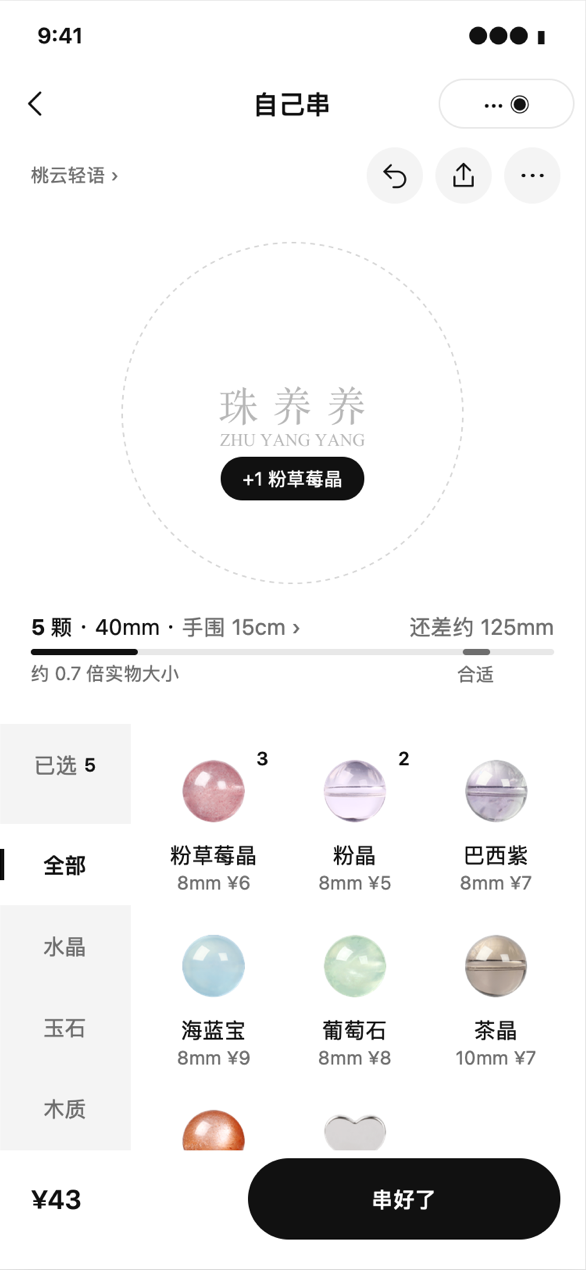 9:41
自己串
桃云轻语 ›
珠养养
ZHU YANG YANG
+1 粉草莓晶
5 颗 · 40mm · 手围 15cm ›
还差约 125mm
约 0.7 倍实物大小
合适
已选 5
全部
水晶
玉石
木质
3
粉草莓晶
8mm ¥6
2
粉晶
8mm ¥5
巴西紫
8mm ¥7
海蓝宝
8mm ¥9
葡萄石
8mm ¥8
茶晶
10mm ¥7
¥43
串好了